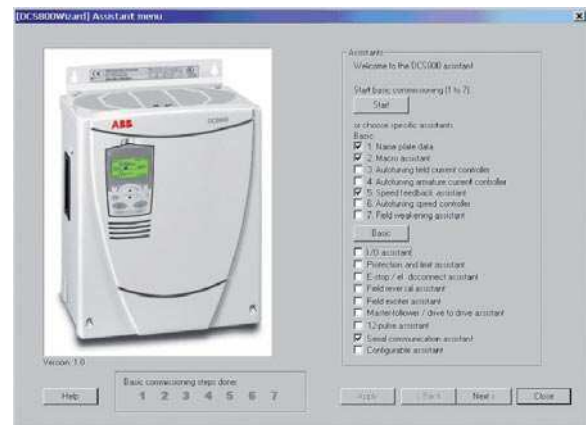 [DCS800Wizard] Assistant menu
ABB
DCS800
Version: 1.0
Assistants
Welcome to the DCS800 assistant
Start basic commissioning (1 to 7):
Start
or choose specific assistants
Basic:
1. Name plate data
2. Macro assistant
3. Autotuning field current controller
4. Autotuning armature current controller
5. Speed feedback assistant
6. Autotuning speed controller
7. Field weakening assistant
Basic
I/O assistant
Protection and limit assistant
E-stop / el. disconnect assistant
Field reversal assistant
Field exciter assistant
Master-follower / drive to drive assistant
12-pulse assistant
Serial communication assistant
Configurable assistant
Help
Basic commissioning steps done:
1 2 3 4 5 6 7
Apply
< Back
Next >
Close